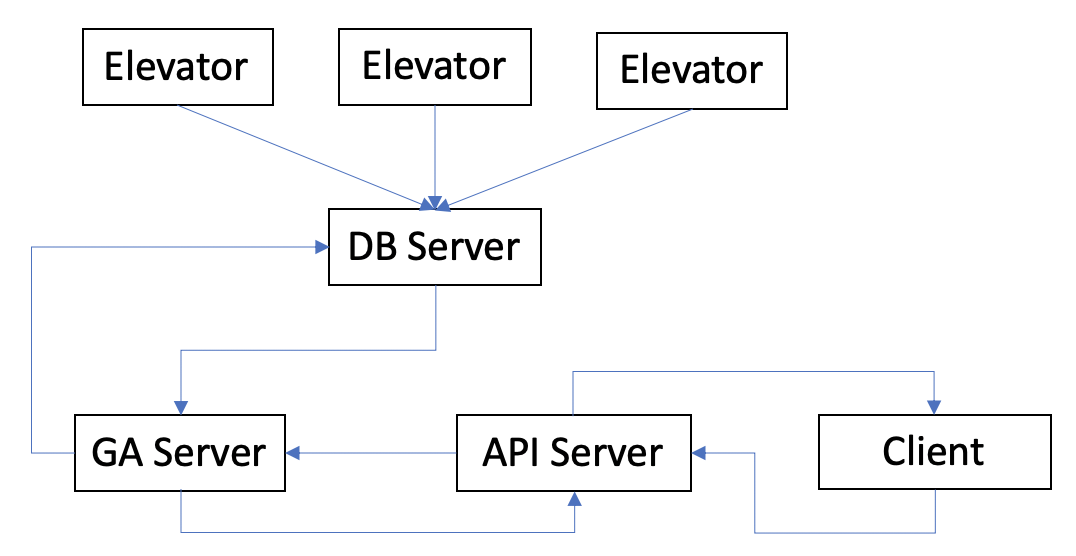 Elevator
Elevator
Elevator
DB Server
GA Server
API Server
Client